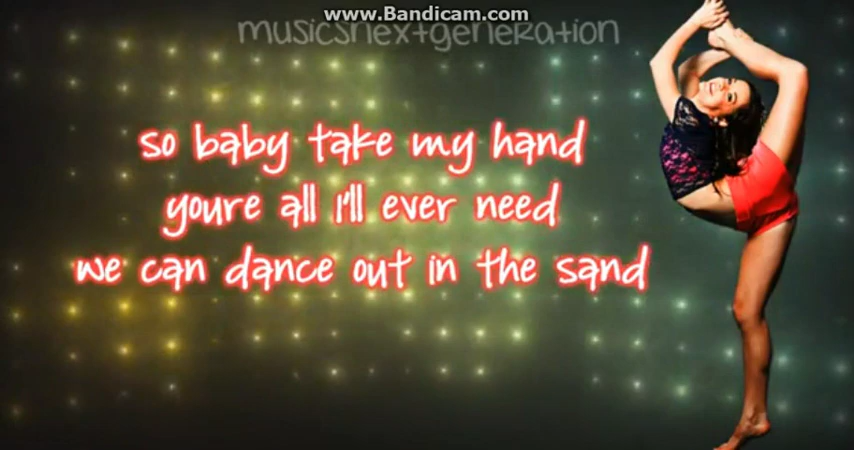 www.Bandicam.com
musicsnextgeneration
so baby take my hand
youre all I'll ever need
we can dance out in the sand